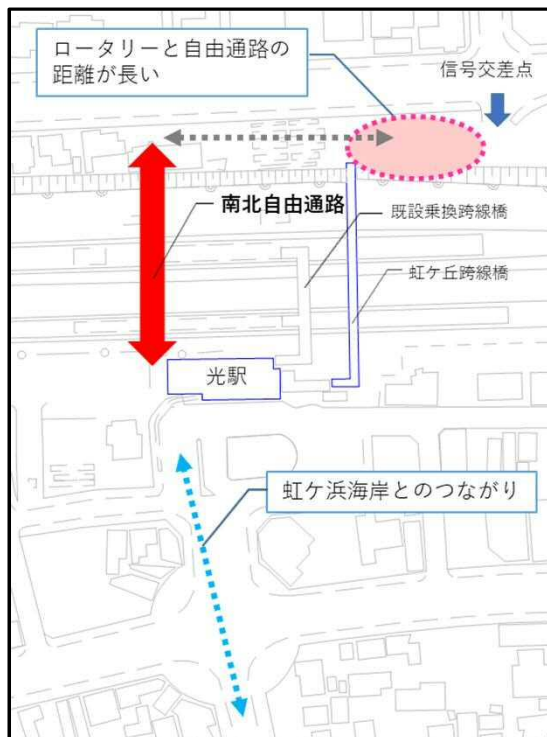 ロータリーと自由通路の
距離が長い
信号交差点
南北自由通路
既設乗換跨線橋
虹ケ丘跨線橋
光駅
虹ケ浜海岸とのつながり